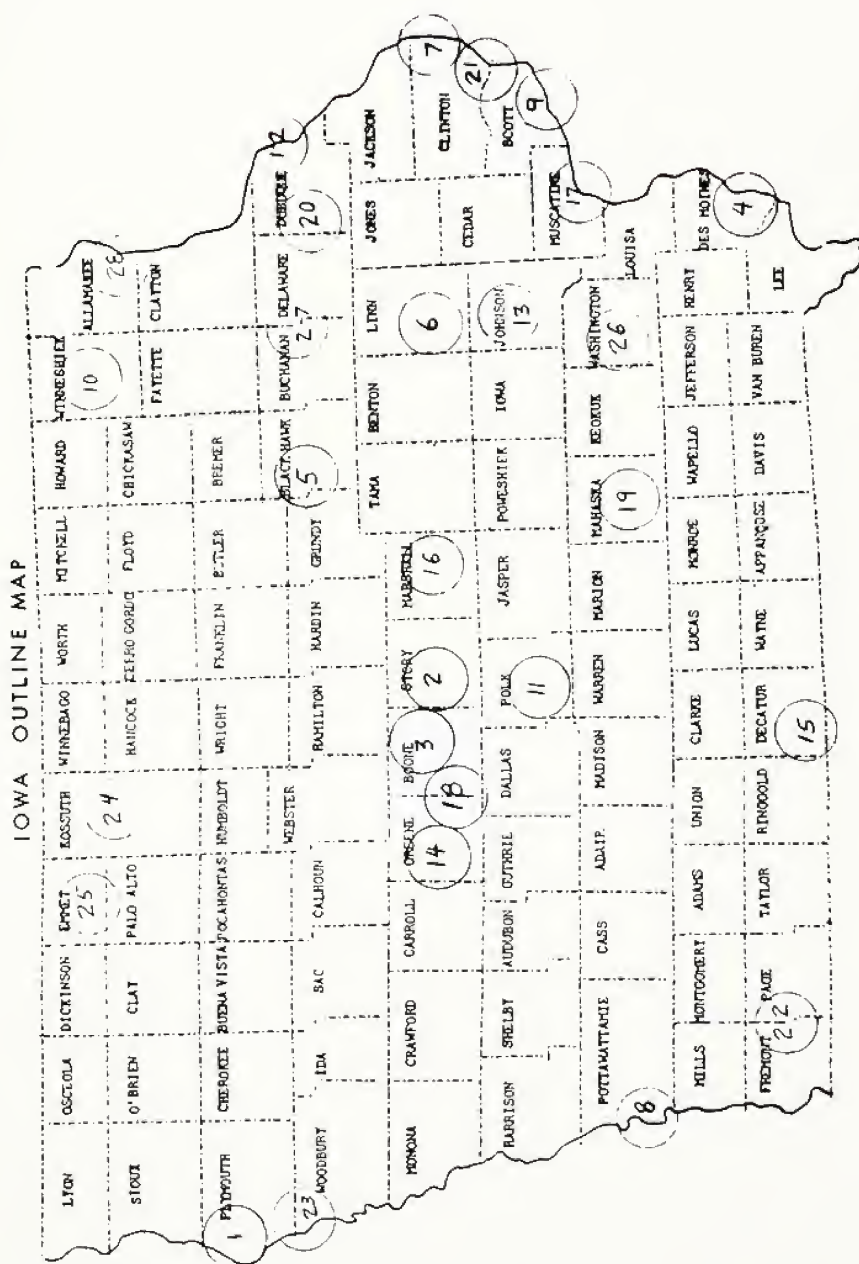 IOWA OUTLINE MAP
LYON OSCEOLA DICKINSON EMMET KOSSUTH WINNEBAGO WORTH MITCHELL HOWARD WINNESHIEK ALLAMAKEE
25 10 28
SIOUX O'BRIEN CLAY PALO ALTO 24 HANCOCK CERRO GORDO FLOYD CHICKASAW FAYETTE CLAYTON
PLYMOUTH CHEROKEE BUENA VISTA POCAHONTAS HUMBOLDT WRIGHT FRANKLIN BUTLER BREMER
1
WEBSTER BLACK HAWK BUCHANAN DELAWARE DUBUQUE 12
23 WOODBURY IDA SAC CALHOUN HAMILTON HARDIN GRUNDY 5 27 20
MONONA CRAWFORD CARROLL GREENE BOONE STORY MARSHALL TAMA BENTON LINN JONES JACKSON
14 18 3 2 16 6 7
CLINTON
21
HARRISON SHELBY AUDUBON GUTHRIE DALLAS POLK JASPER POWESHIEK IOWA JOHNSON CEDAR SCOTT
11 13 9
MUSCATINE
17
POTTAWATTAMIE CASS ADAIR MADISON WARREN MARION MAHASKA KEOKUK WASHINGTON LOUISA
8 19 26
MILLS MONTGOMERY ADAMS UNION CLARKE LUCAS MONROE WAPELLO JEFFERSON HENRY DES MOINES
4
FREMONT PAGE TAYLOR RINGGOLD DECATUR WAYNE APPANOOSE DAVIS VAN BUREN LEE
22 15